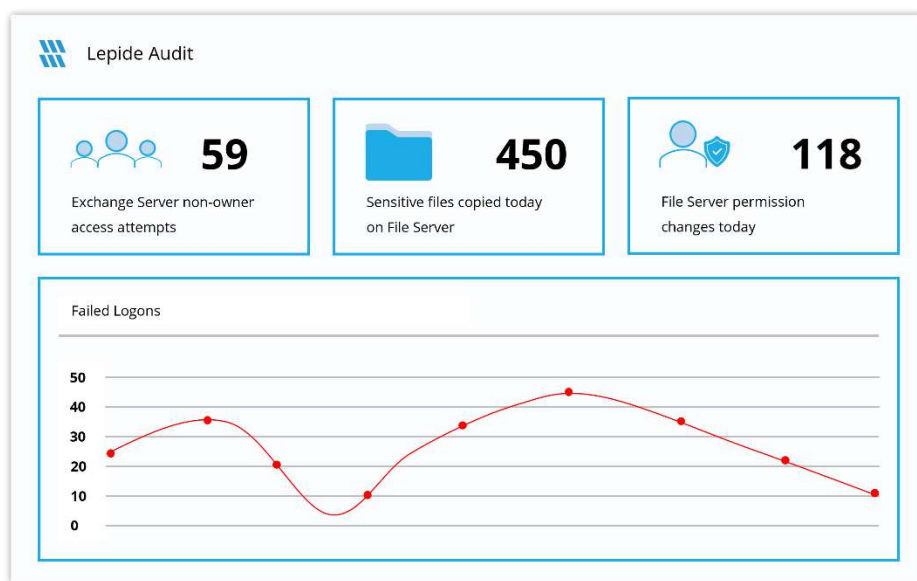 Lepide Audit
59
Exchange Server non-owner
access attempts
450
Sensitive files copied today
on File Server
118
File Server permission
changes today
Failed Logons
50
40
30
20
10
0